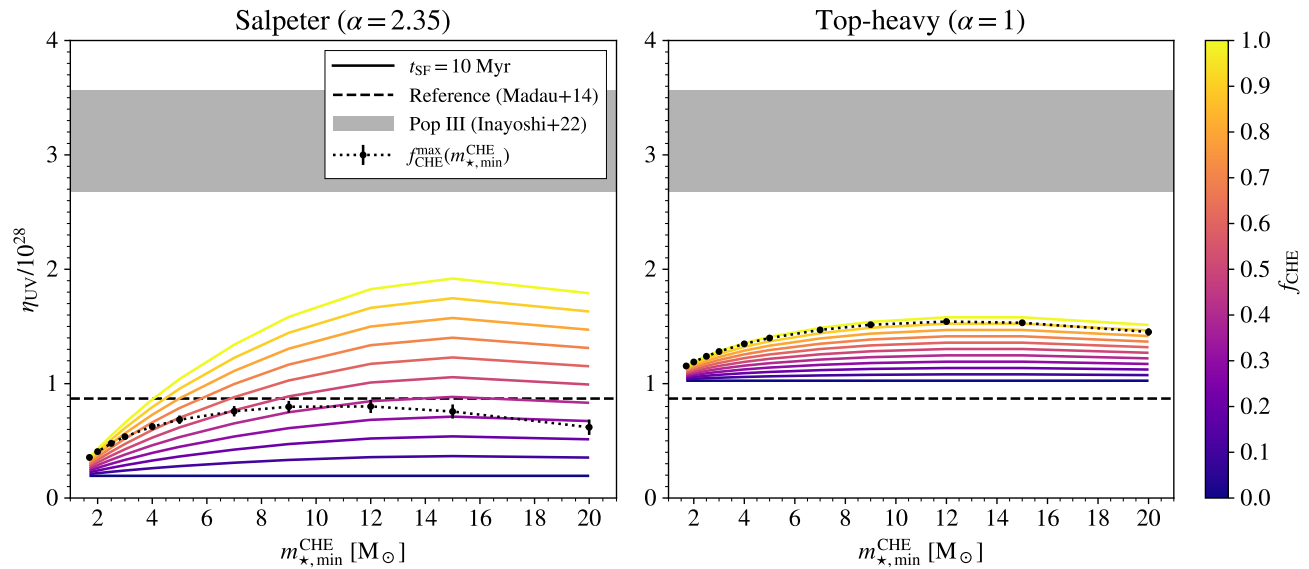 Salpeter (α = 2.35)
Top-heavy (α = 1)
t_SF = 10 Myr
Reference (Madau+14)
Pop III (Inayoshi+22)
f_CHE^max(m_⋆,min^CHE)
η_UV/10^28
4
3
2
1
0
2 4 6 8 10 12 14 16 18 20
m_⋆,min^CHE [M_⊙]
4
3
2
1
0
2 4 6 8 10 12 14 16 18 20
m_⋆,min^CHE [M_⊙]
1.0
0.9
0.8
0.7
0.6
0.5
0.4
0.3
0.2
0.1
0.0
f_CHE